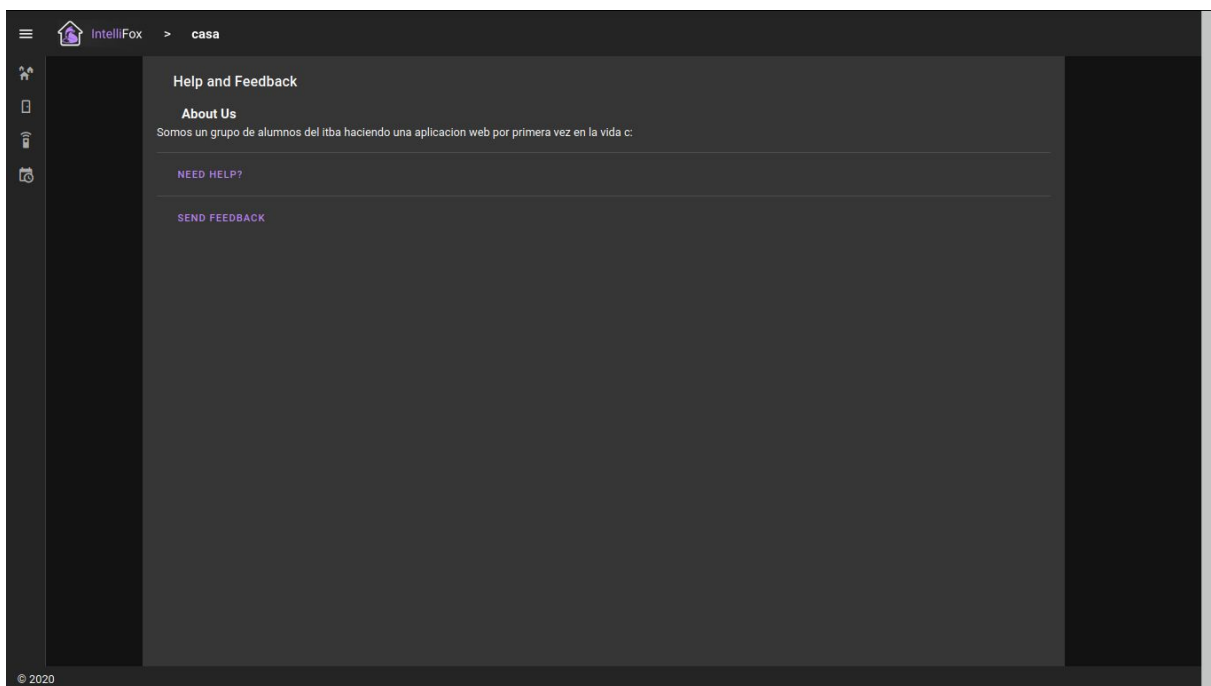 IntelliFox > casa
Help and Feedback
About Us
Somos un grupo de alumnos del itba haciendo una aplicacion web por primera vez en la vida c:
NEED HELP?
SEND FEEDBACK
© 2020